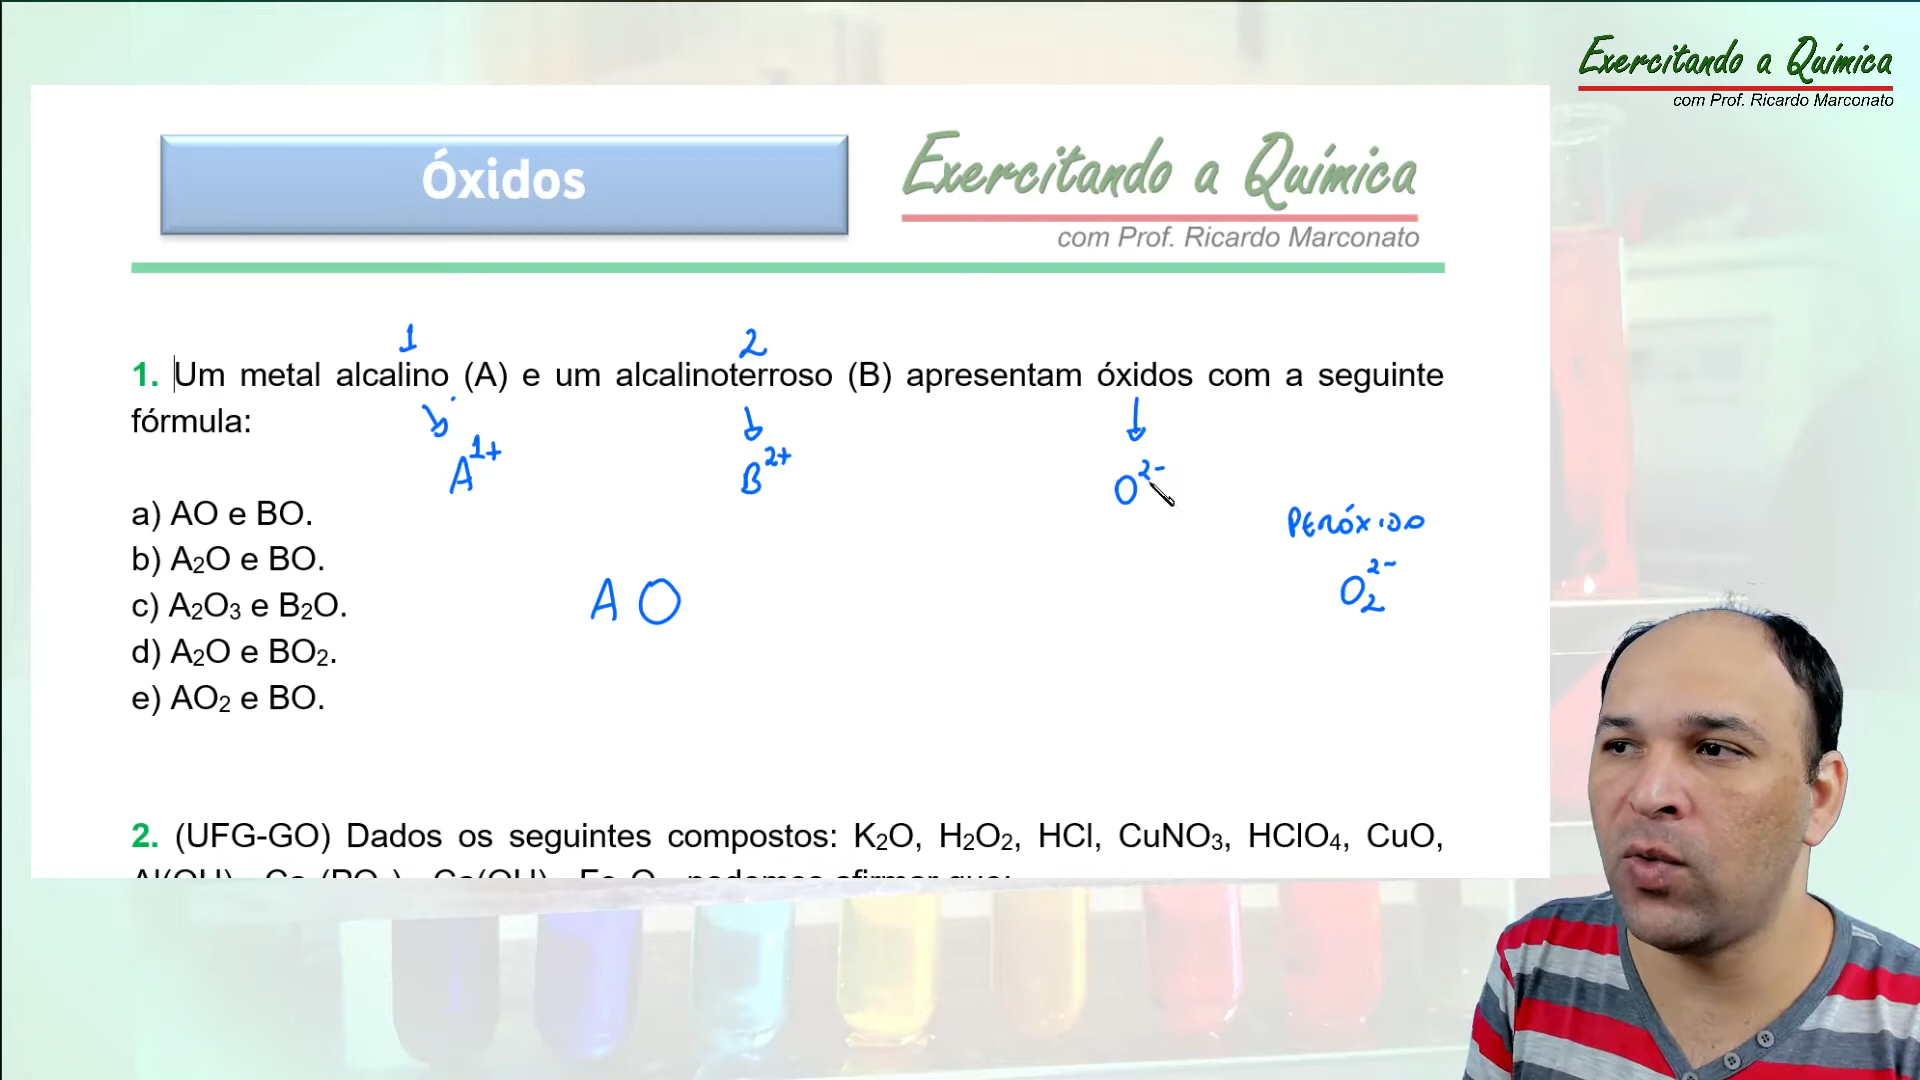 Exercitando a Química
com Prof. Ricardo Marconato
Óxidos
Exercitando a Química
com Prof. Ricardo Marconato
1 2
1. Um metal alcalino (A) e um alcalinoterroso (B) apresentam óxidos com a seguinte
fórmula:
A¹⁺ B²⁺ O²⁻
a) AO e BO.
PERÓXIDO
b) A₂O e BO.
O₂²⁻
c) A₂O₃ e B₂O.
A O
d) A₂O e BO₂.
e) AO₂ e BO.
2. (UFG-GO) Dados os seguintes compostos: K₂O, H₂O₂, HCl, CuNO₃, HClO₄, CuO,